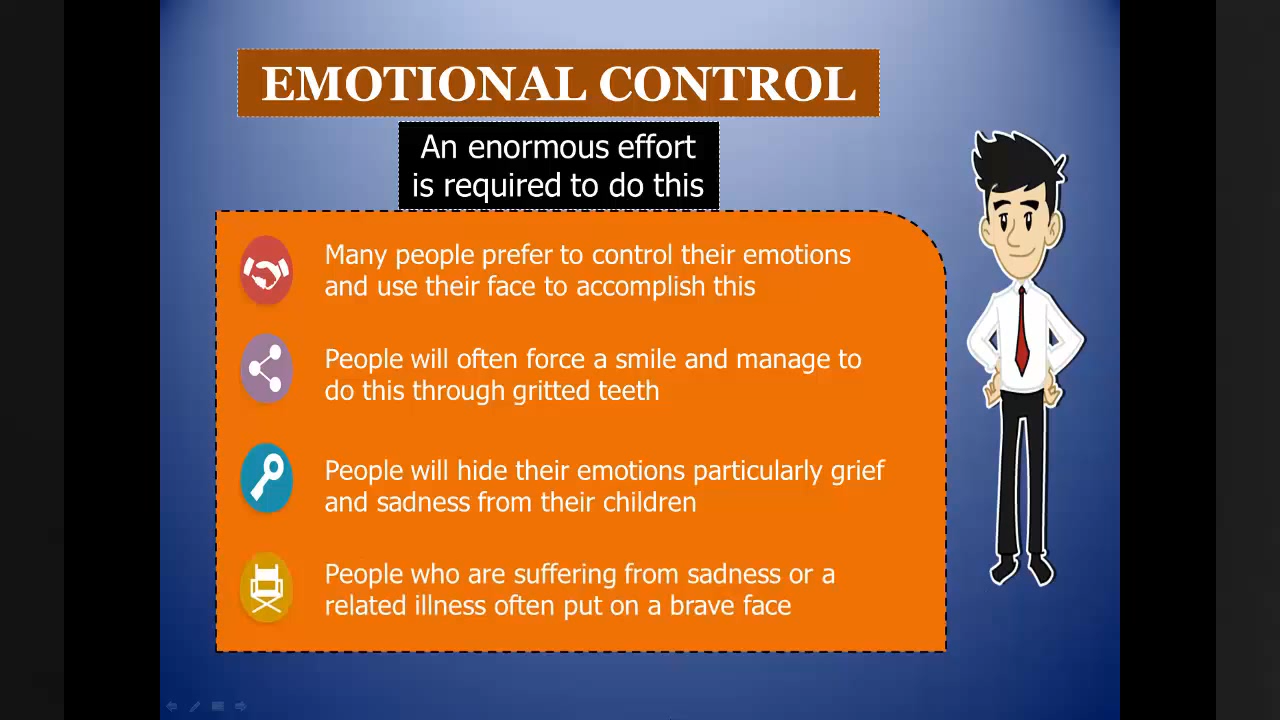 EMOTIONAL CONTROL
An enormous effort
is required to do this
Many people prefer to control their emotions
and use their face to accomplish this
People will often force a smile and manage to
do this through gritted teeth
People will hide their emotions particularly grief
and sadness from their children
People who are suffering from sadness or a
related illness often put on a brave face